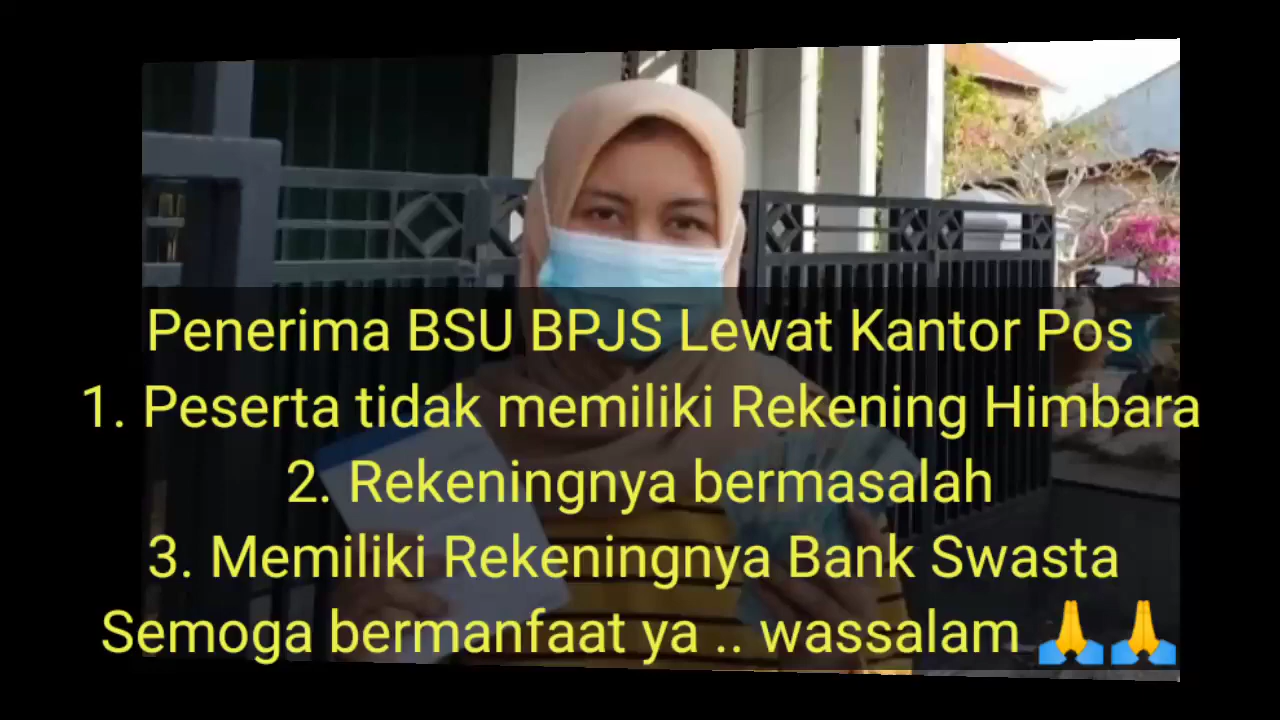 Penerima BSU BPJS Lewat Kantor Pos
1. Peserta tidak memiliki Rekening Himbara
2. Rekeningnya bermasalah
3. Memiliki Rekeningnya Bank Swasta
Semoga bermanfaat ya .. wassalam 🙏🙏